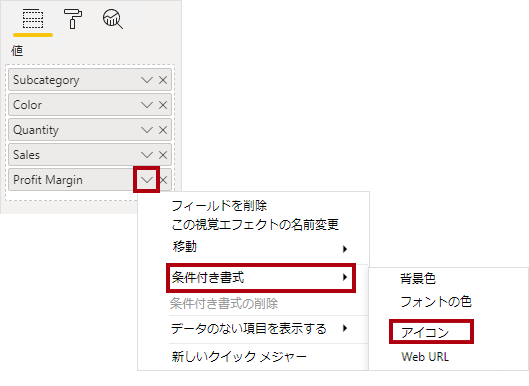 値
Subcategory
Color
Quantity
Sales
Profit Margin
フィールドを削除
この視覚エフェクトの名前変更
移動
条件付き書式
条件付き書式の削除
データのない項目を表示する
新しいクイック メジャー
背景色
フォントの色
アイコン
Web URL